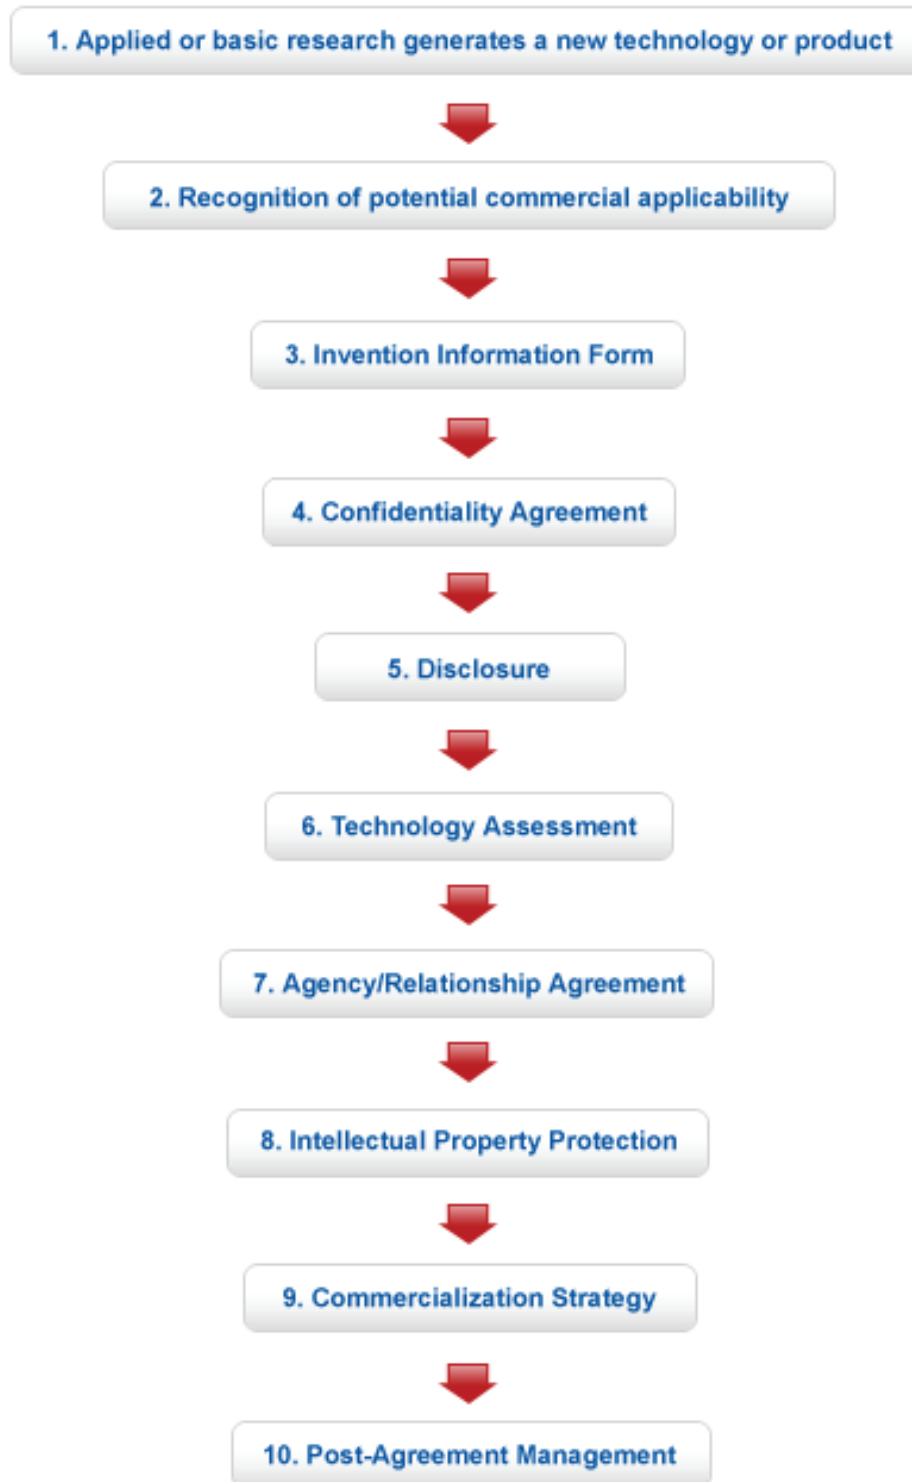 1. Applied or basic research generates a new technology or product
2. Recognition of potential commercial applicability
3. Invention Information Form
4. Confidentiality Agreement
5. Disclosure
6. Technology Assessment
7. Agency/Relationship Agreement
8. Intellectual Property Protection
9. Commercialization Strategy
10. Post-Agreement Management